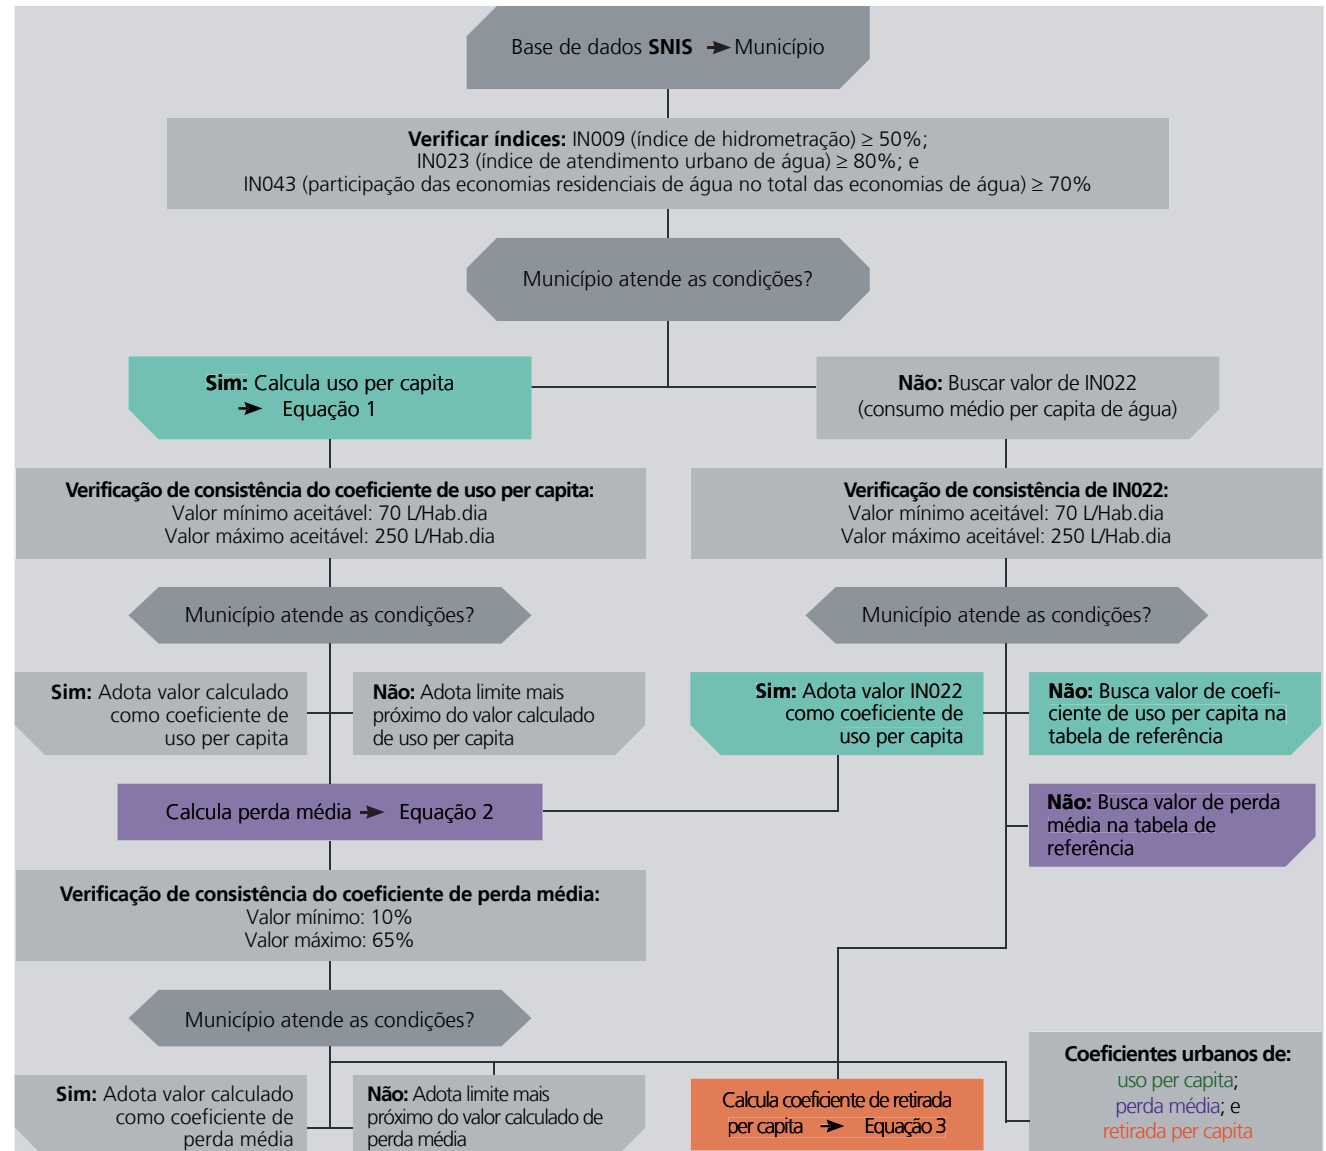 Base de dados SNIS → Município
Verificar índices: IN009 (índice de hidrometração) ≥ 50%;
IN023 (índice de atendimento urbano de água) ≥ 80%; e
IN043 (participação das economias residenciais de água no total das economias de água) ≥ 70%
Município atende as condições?
Sim: Calcula uso per capita
→ Equação 1
Não: Buscar valor de IN022
(consumo médio per capita de água)
Verificação de consistência do coeficiente de uso per capita:
Valor mínimo aceitável: 70 L/Hab.dia
Valor máximo aceitável: 250 L/Hab.dia
Verificação de consistência de IN022:
Valor mínimo aceitável: 70 L/Hab.dia
Valor máximo aceitável: 250 L/Hab.dia
Município atende as condições?
Município atende as condições?
Sim: Adota valor calculado
como coeficiente de
uso per capita
Não: Adota limite mais
próximo do valor calculado
de uso per capita
Sim: Adota valor IN022
como coeficiente de
uso per capita
Não: Busca valor de coefi-
ciente de uso per capita na
tabela de referência
Calcula perda média → Equação 2
Não: Busca valor de perda
média na tabela de
referência
Verificação de consistência do coeficiente de perda média:
Valor mínimo: 10%
Valor máximo: 65%
Município atende as condições?
Sim: Adota valor calculado
como coeficiente de
perda média
Não: Adota limite mais
próximo do valor calculado de
perda média
Calcula coeficiente de retirada
per capita → Equação 3
Coeficientes urbanos de:
uso per capita;
perda média; e
retirada per capita